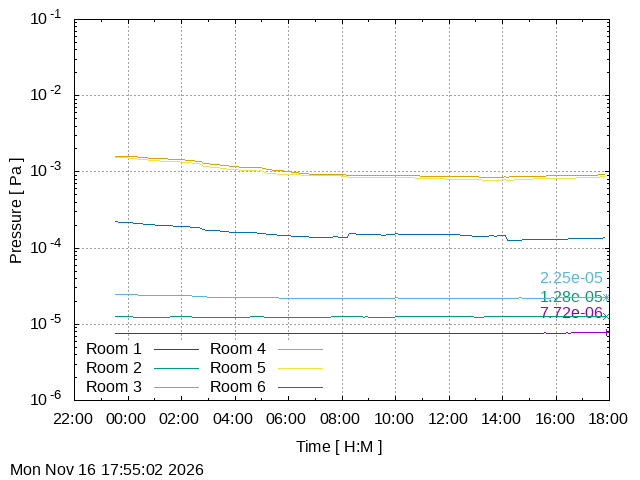 10^-1
10^-2
10^-3
10^-4
10^-5
10^-6
Pressure [ Pa ]
2.25e-05
1.28e-05
7.72e-06
Room 1 Room 4
Room 2 Room 5
Room 3 Room 6
22:00 00:00 02:00 04:00 06:00 08:00 10:00 12:00 14:00 16:00 18:00
Time [ H:M ]
Mon Nov 16 17:55:02 2026